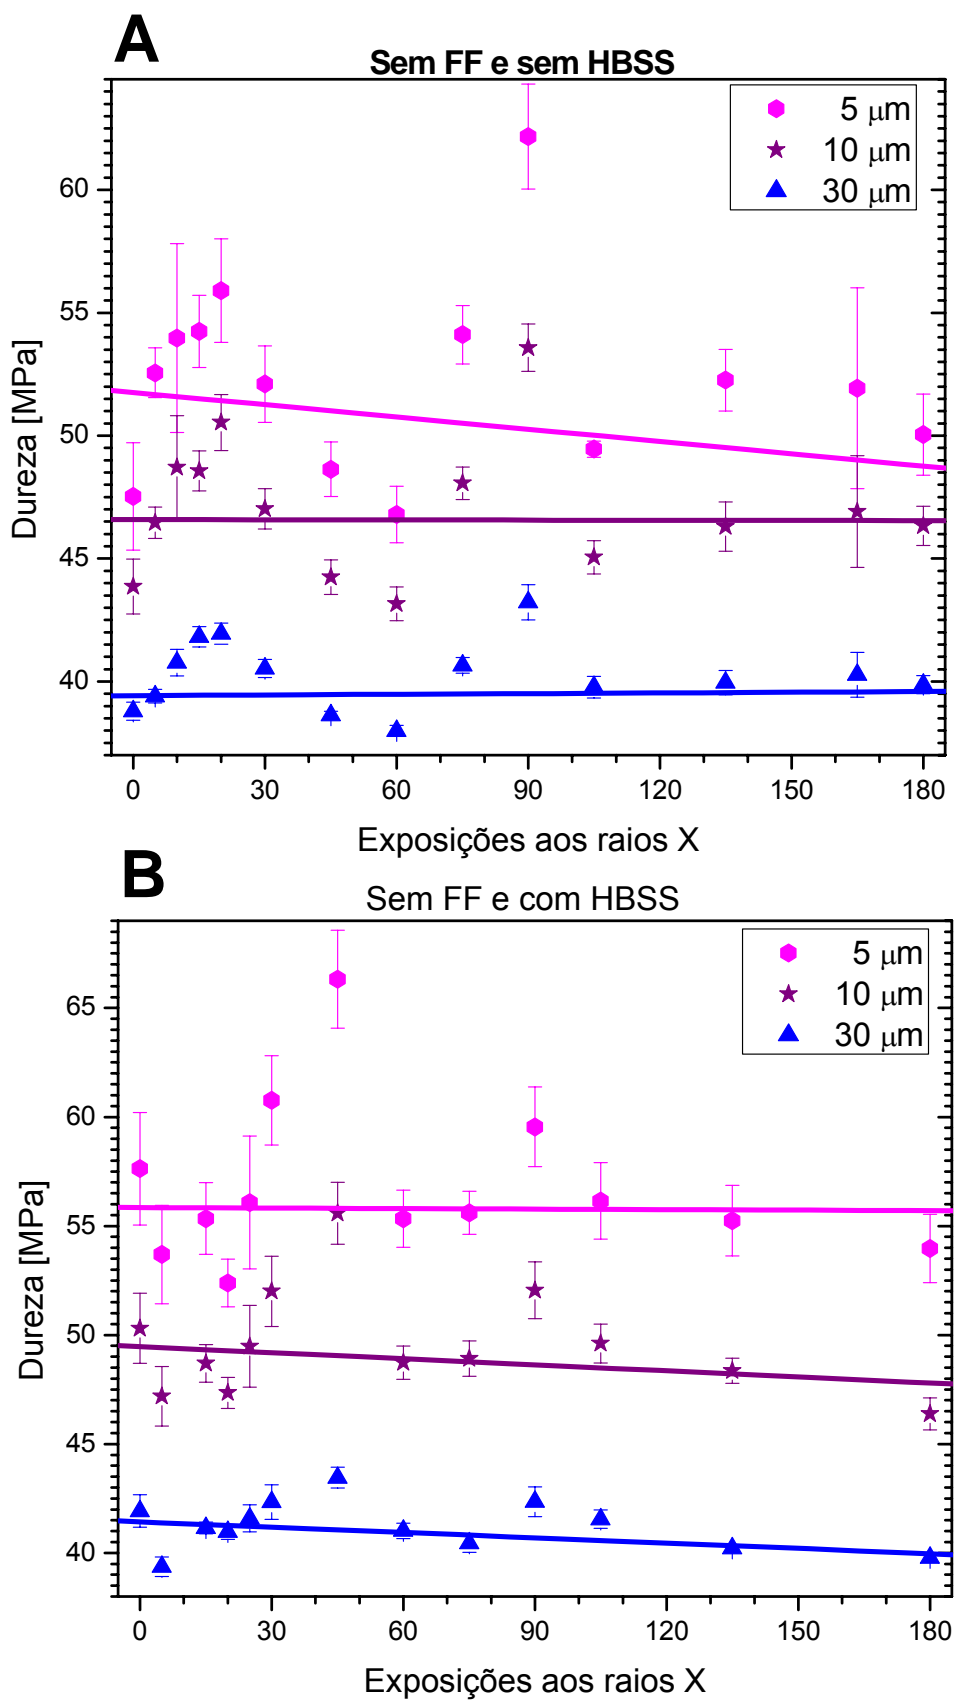 A
Sem FF e sem HBSS
5 μm
10 μm
30 μm
60
55
50
45
40
Dureza [MPa]
0 30 60 90 120 150 180
Exposições aos raios X
B
Sem FF e com HBSS
5 μm
10 μm
30 μm
65
60
55
50
45
40
Dureza [MPa]
0 30 60 90 120 150 180
Exposições aos raios X